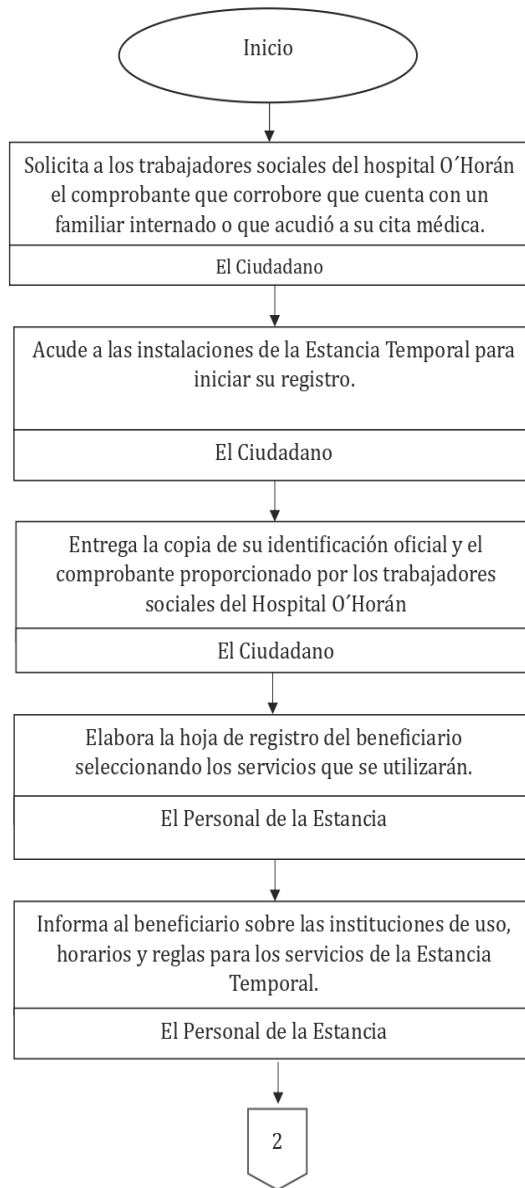 Inicio
Solicita a los trabajadores sociales del hospital O´Horán
el comprobante que corrobore que cuenta con un
familiar internado o que acudió a su cita médica.
El Ciudadano
Acude a las instalaciones de la Estancia Temporal para
iniciar su registro.
El Ciudadano
Entrega la copia de su identificación oficial y el
comprobante proporcionado por los trabajadores
sociales del Hospital O´Horán
El Ciudadano
Elabora la hoja de registro del beneficiario
seleccionando los servicios que se utilizarán.
El Personal de la Estancia
Informa al beneficiario sobre las instituciones de uso,
horarios y reglas para los servicios de la Estancia
Temporal.
El Personal de la Estancia
2